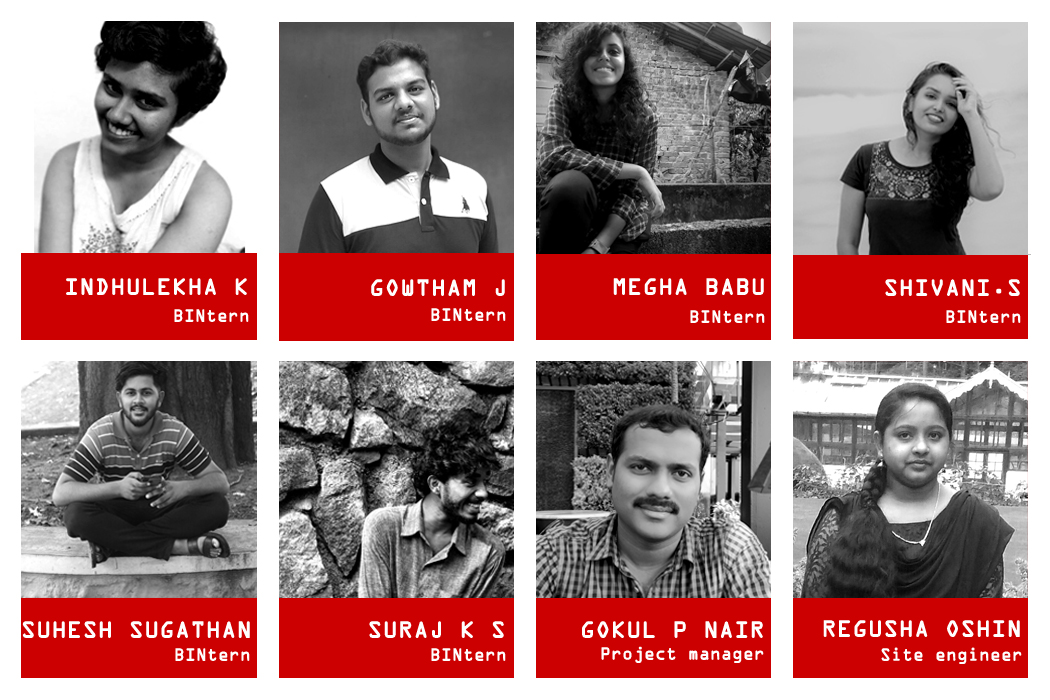 INDHULEKHA K
BINtern
GOWTHAM J
BINtern
MEGHA BABU
BINtern
SHIVANI.S
BINtern
SUHESH SUGATHAN
BINtern
SURAJ K S
BINtern
GOKUL P NAIR
Project manager
REGUSHA OSHIN
Site engineer